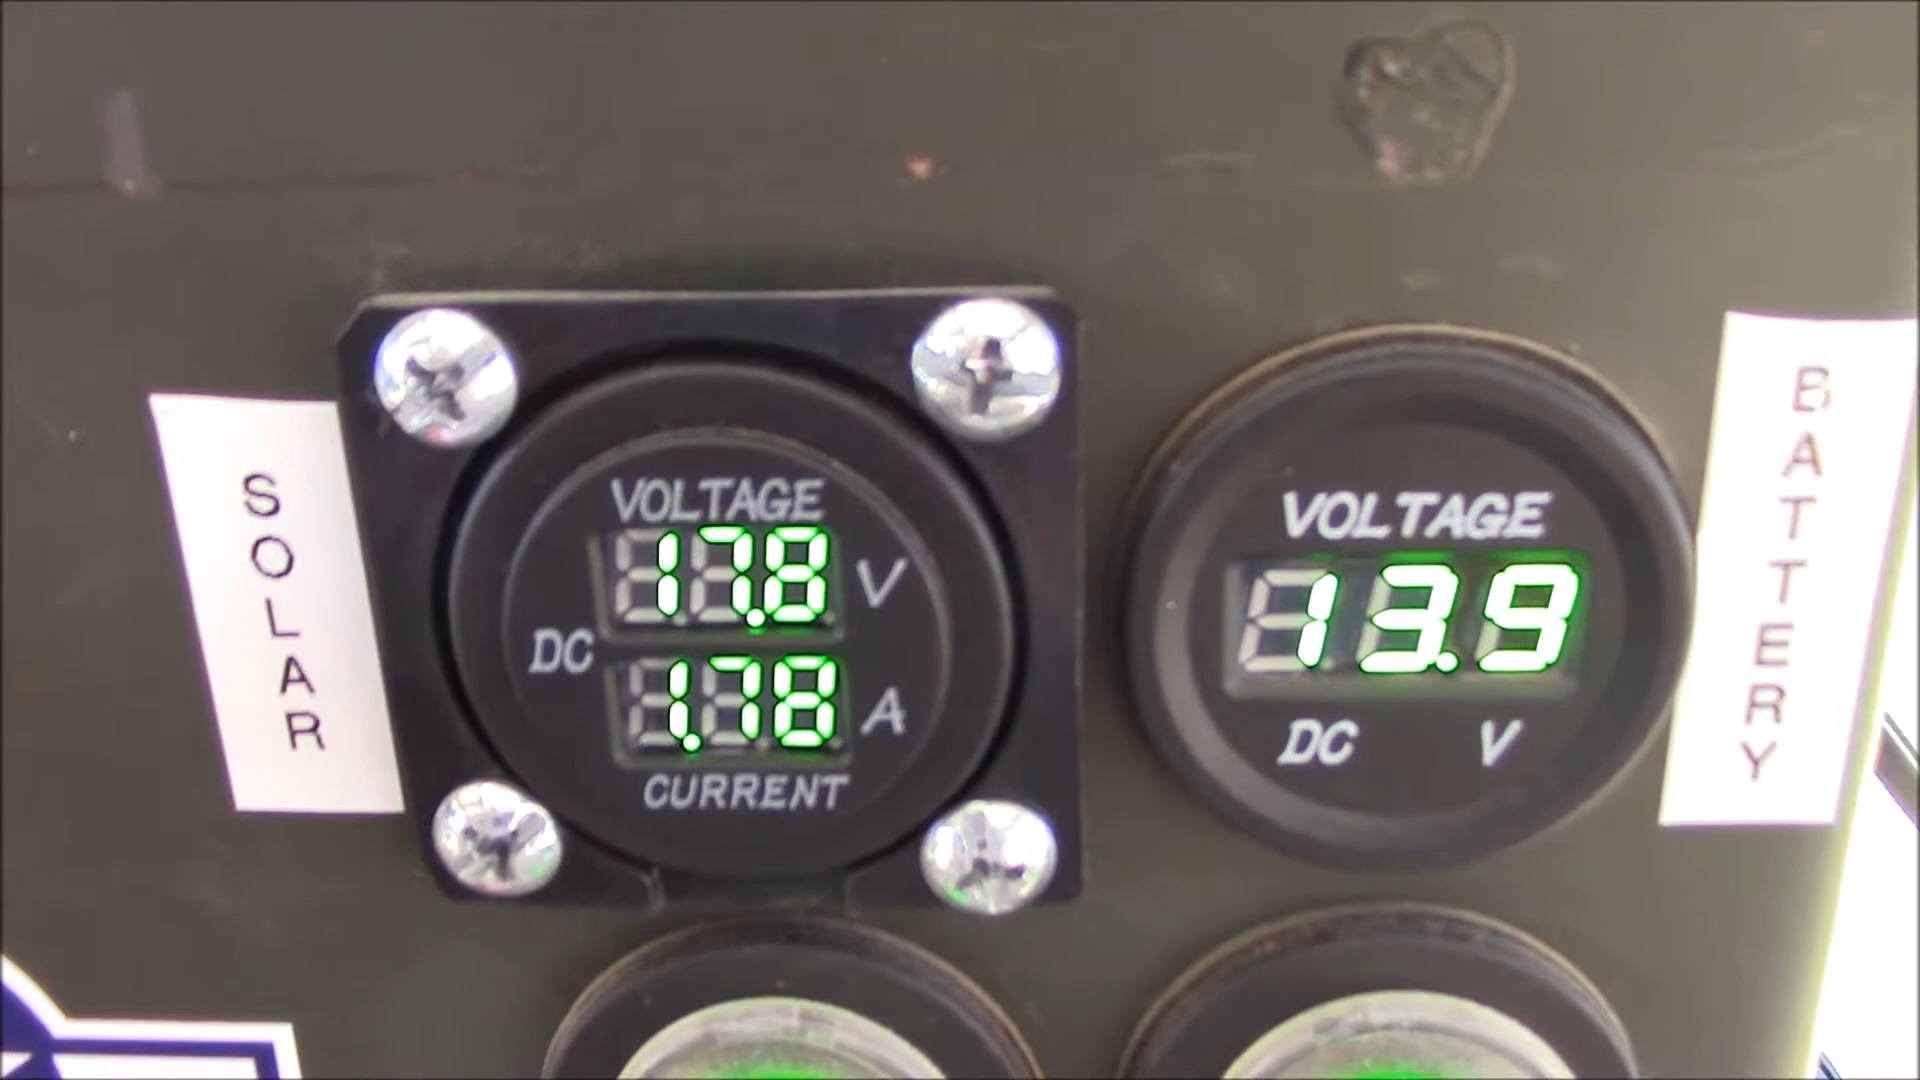 SOLAR
VOLTAGE
17.8 V
DC
1.78 A
CURRENT
VOLTAGE
13.9
DC V
BATTERY